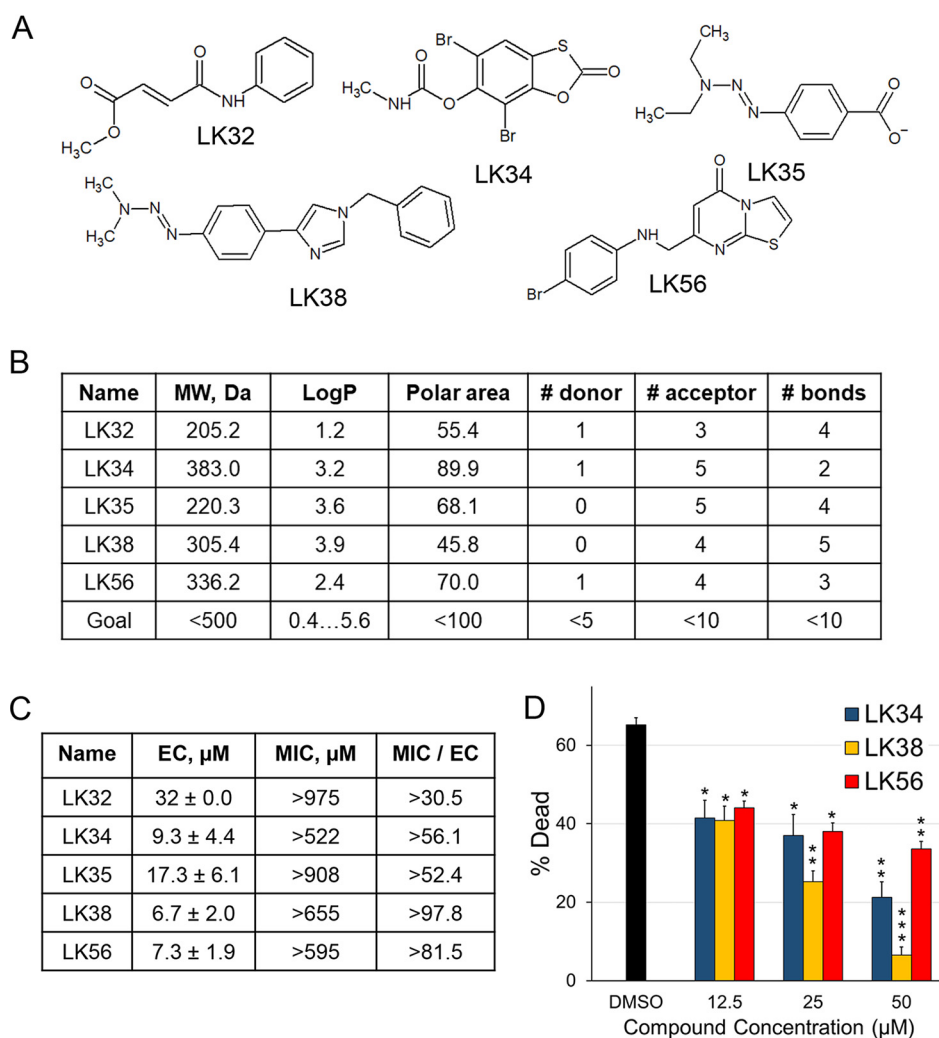 A
LK32
LK34
LK35
LK38
LK56
O
O
O
H₃C
NH
Br
O
S
O
O
H₃C
NH
O
Br
CH₃
N
N
N
H₃C
O
O⁻
H₃C
N
N
N
CH₃
N
N
O
NH
N
N
S
Br
B
Name MW, Da LogP Polar area # donor # acceptor # bonds
LK32 205.2 1.2 55.4 1 3 4
LK34 383.0 3.2 89.9 1 5 2
LK35 220.3 3.6 68.1 0 5 4
LK38 305.4 3.9 45.8 0 4 5
LK56 336.2 2.4 70.0 1 4 3
Goal <500 0.4...5.6 <100 <5 <10 <10
C
Name EC, µM MIC, µM MIC / EC
LK32 32 ± 0.0 >975 >30.5
LK34 9.3 ± 4.4 >522 >56.1
LK35 17.3 ± 6.1 >908 >52.4
LK38 6.7 ± 2.0 >655 >97.8
LK56 7.3 ± 1.9 >595 >81.5
D
LK34
LK38
LK56
% Dead
60
40
20
0
* * *
* ** *
** *** **
DMSO 12.5 25 50
Compound Concentration (µM)